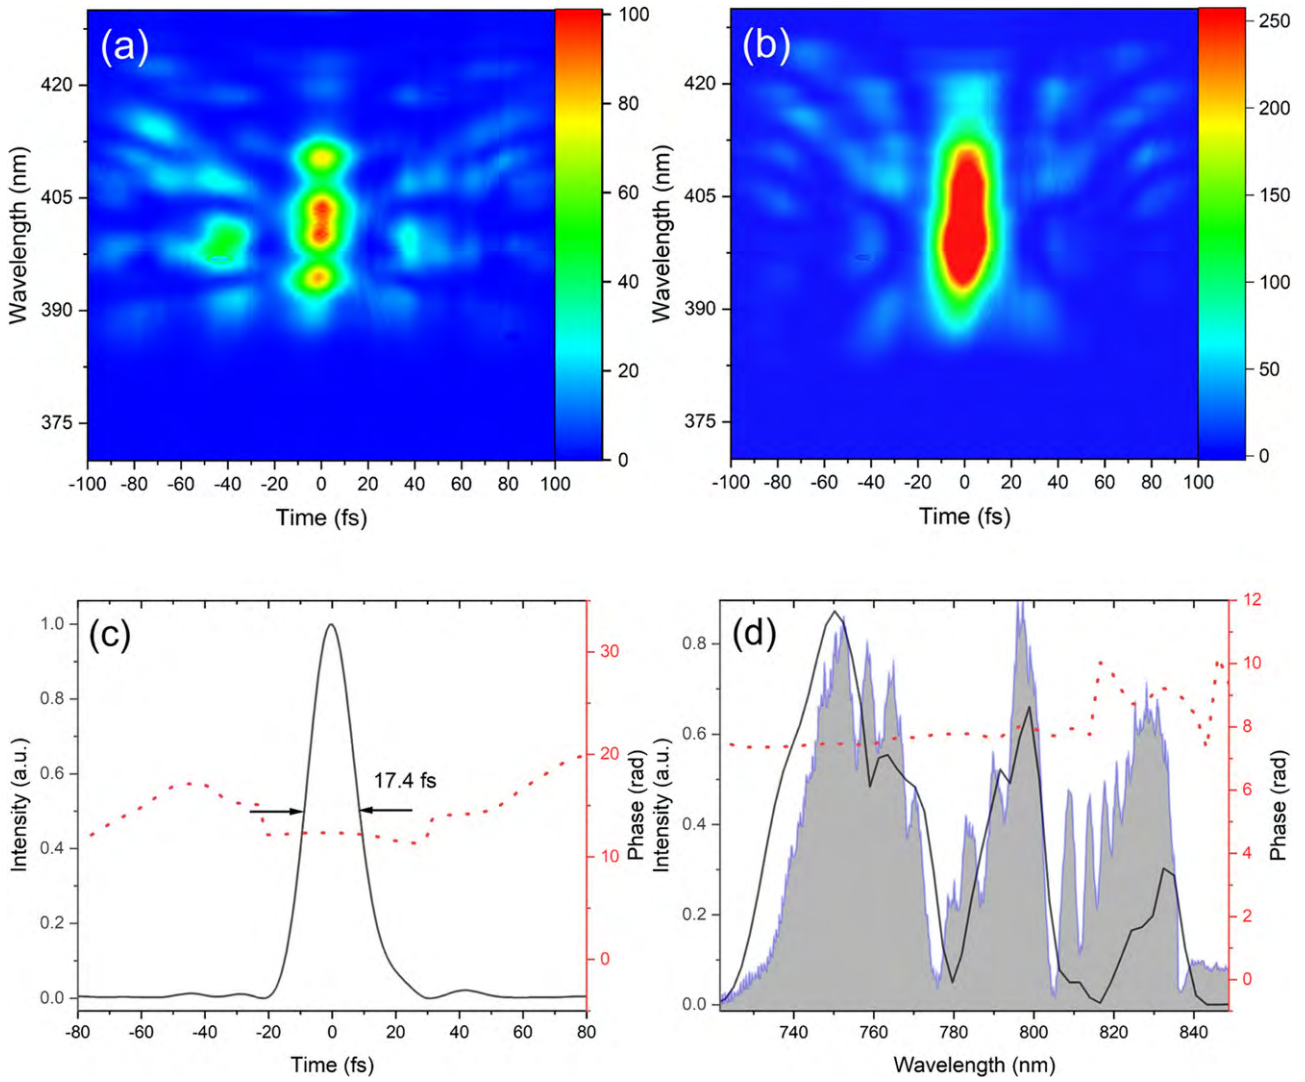 (a)
Wavelength (nm)
420
405
390
375
-100 -80 -60 -40 -20 0 20 40 60 80 100
Time (fs)
100
80
60
40
20
0
(b)
Wavelength (nm)
420
405
390
375
-100 -80 -60 -40 -20 0 20 40 60 80 100
Time (fs)
250
200
150
100
50
0
(c)
Intensity (a.u.)
1.0
0.8
0.6
0.4
0.2
0.0
17.4 fs
-80 -60 -40 -20 0 20 40 60 80
Time (fs)
30
20
10
0
Phase (rad)
(d)
Intensity (a.u.)
0.8
0.6
0.4
0.2
0.0
740 760 780 800 820 840
Wavelength (nm)
12
10
8
6
4
2
0
Phase (rad)